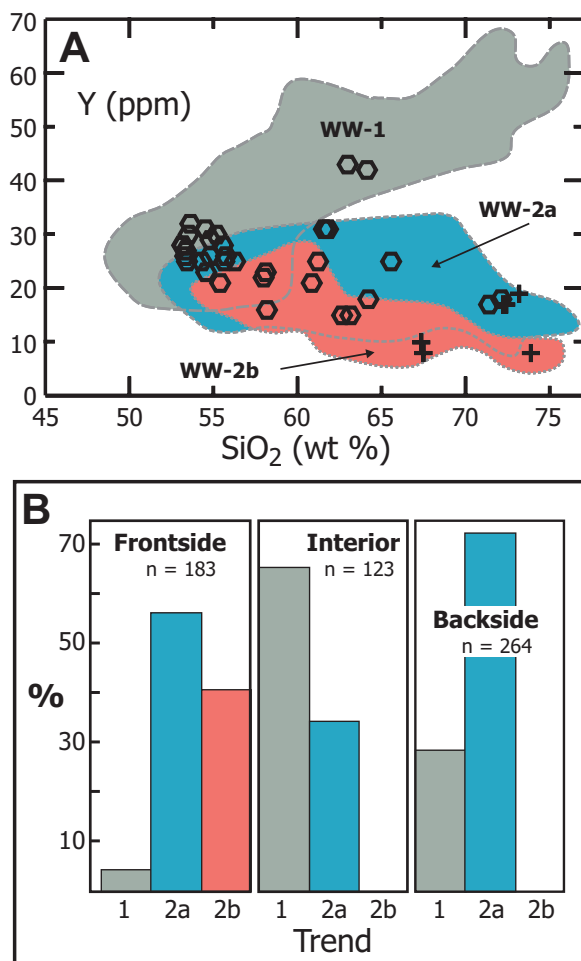 A
Y (ppm)
70
60
50
40
30
20
10
0
WW-1
WW-2a
WW-2b
45 50 55 60 65 70 75
SiO2 (wt %)
B
Frontside
n = 183
Interior
n = 123
Backside
n = 264
%
70
50
30
10
1 2a 2b 1 2a 2b 1 2a 2b
Trend